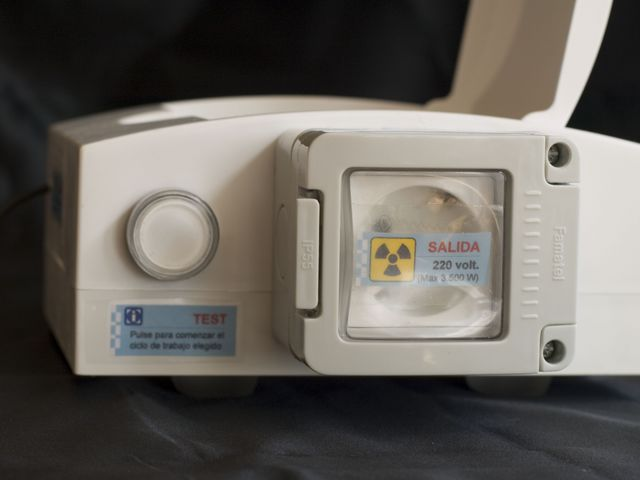 TEST
Pulse para comenzar el
ciclo de trabajo elegido
IP55
SALIDA
220 volt.
(Max 3.500 W)
Famatel